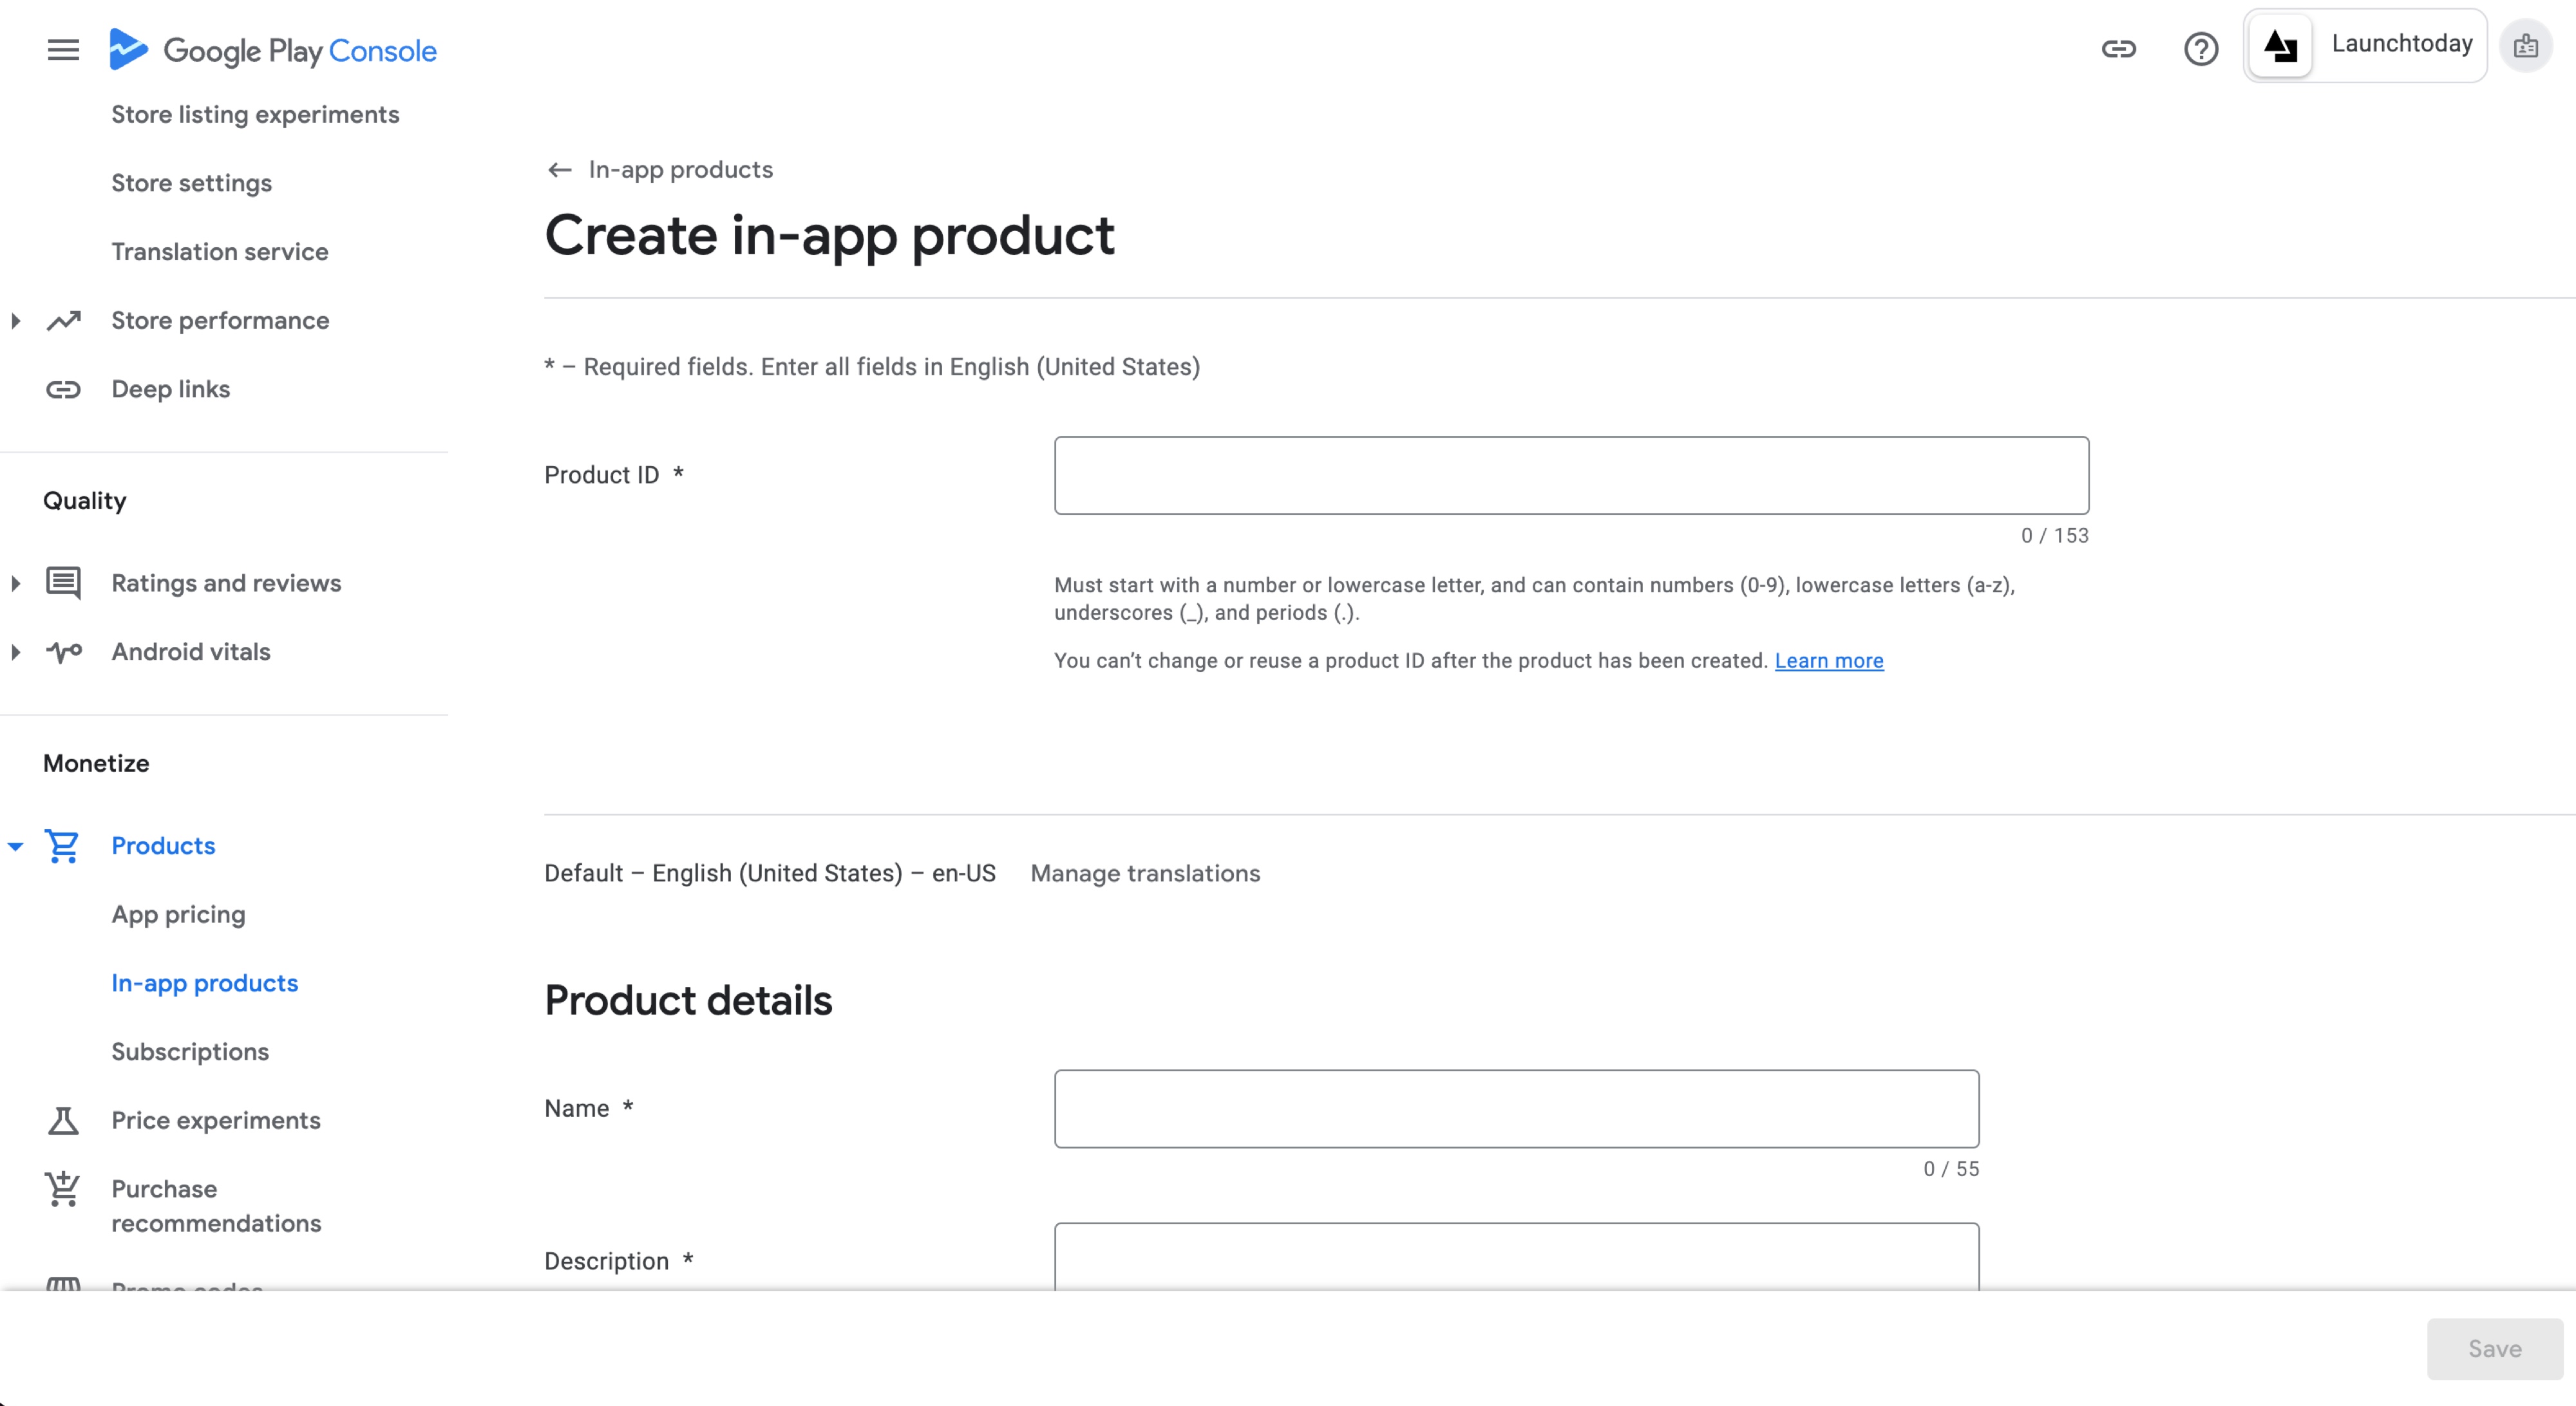 Google Play Console
Launchtoday
Store listing experiments
Store settings
Translation service
Store performance
Deep links
Quality
Ratings and reviews
Android vitals
Monetize
Products
App pricing
In-app products
Subscriptions
Price experiments
Purchase
recommendations
Promo codes
In-app products
Create in-app product
* – Required fields. Enter all fields in English (United States)
Product ID *
0 / 153
Must start with a number or lowercase letter, and can contain numbers (0-9), lowercase letters (a-z),
underscores (_), and periods (.).
You can’t change or reuse a product ID after the product has been created. Learn more
Default – English (United States) – en-US Manage translations
Product details
Name *
0 / 55
Description *
Save